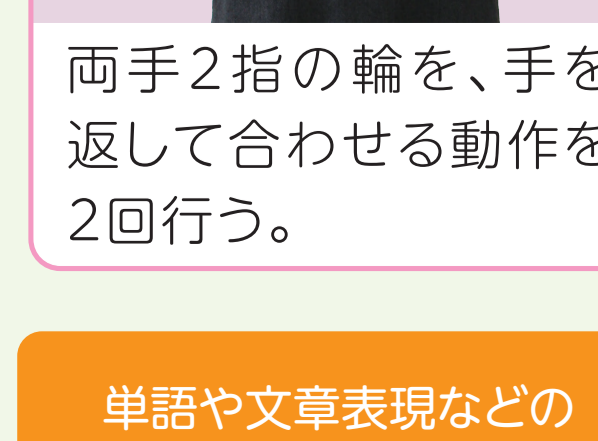 両手2指の輪を、手を
返して合わせる動作を
2回行う。
単語や文章表現などの